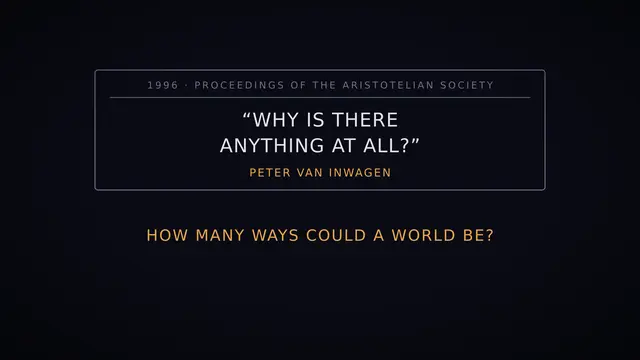 1996 · PROCEEDINGS OF THE ARISTOTELIAN SOCIETY
“WHY IS THERE
ANYTHING AT ALL?”
PETER VAN INWAGEN
HOW MANY WAYS COULD A WORLD BE?